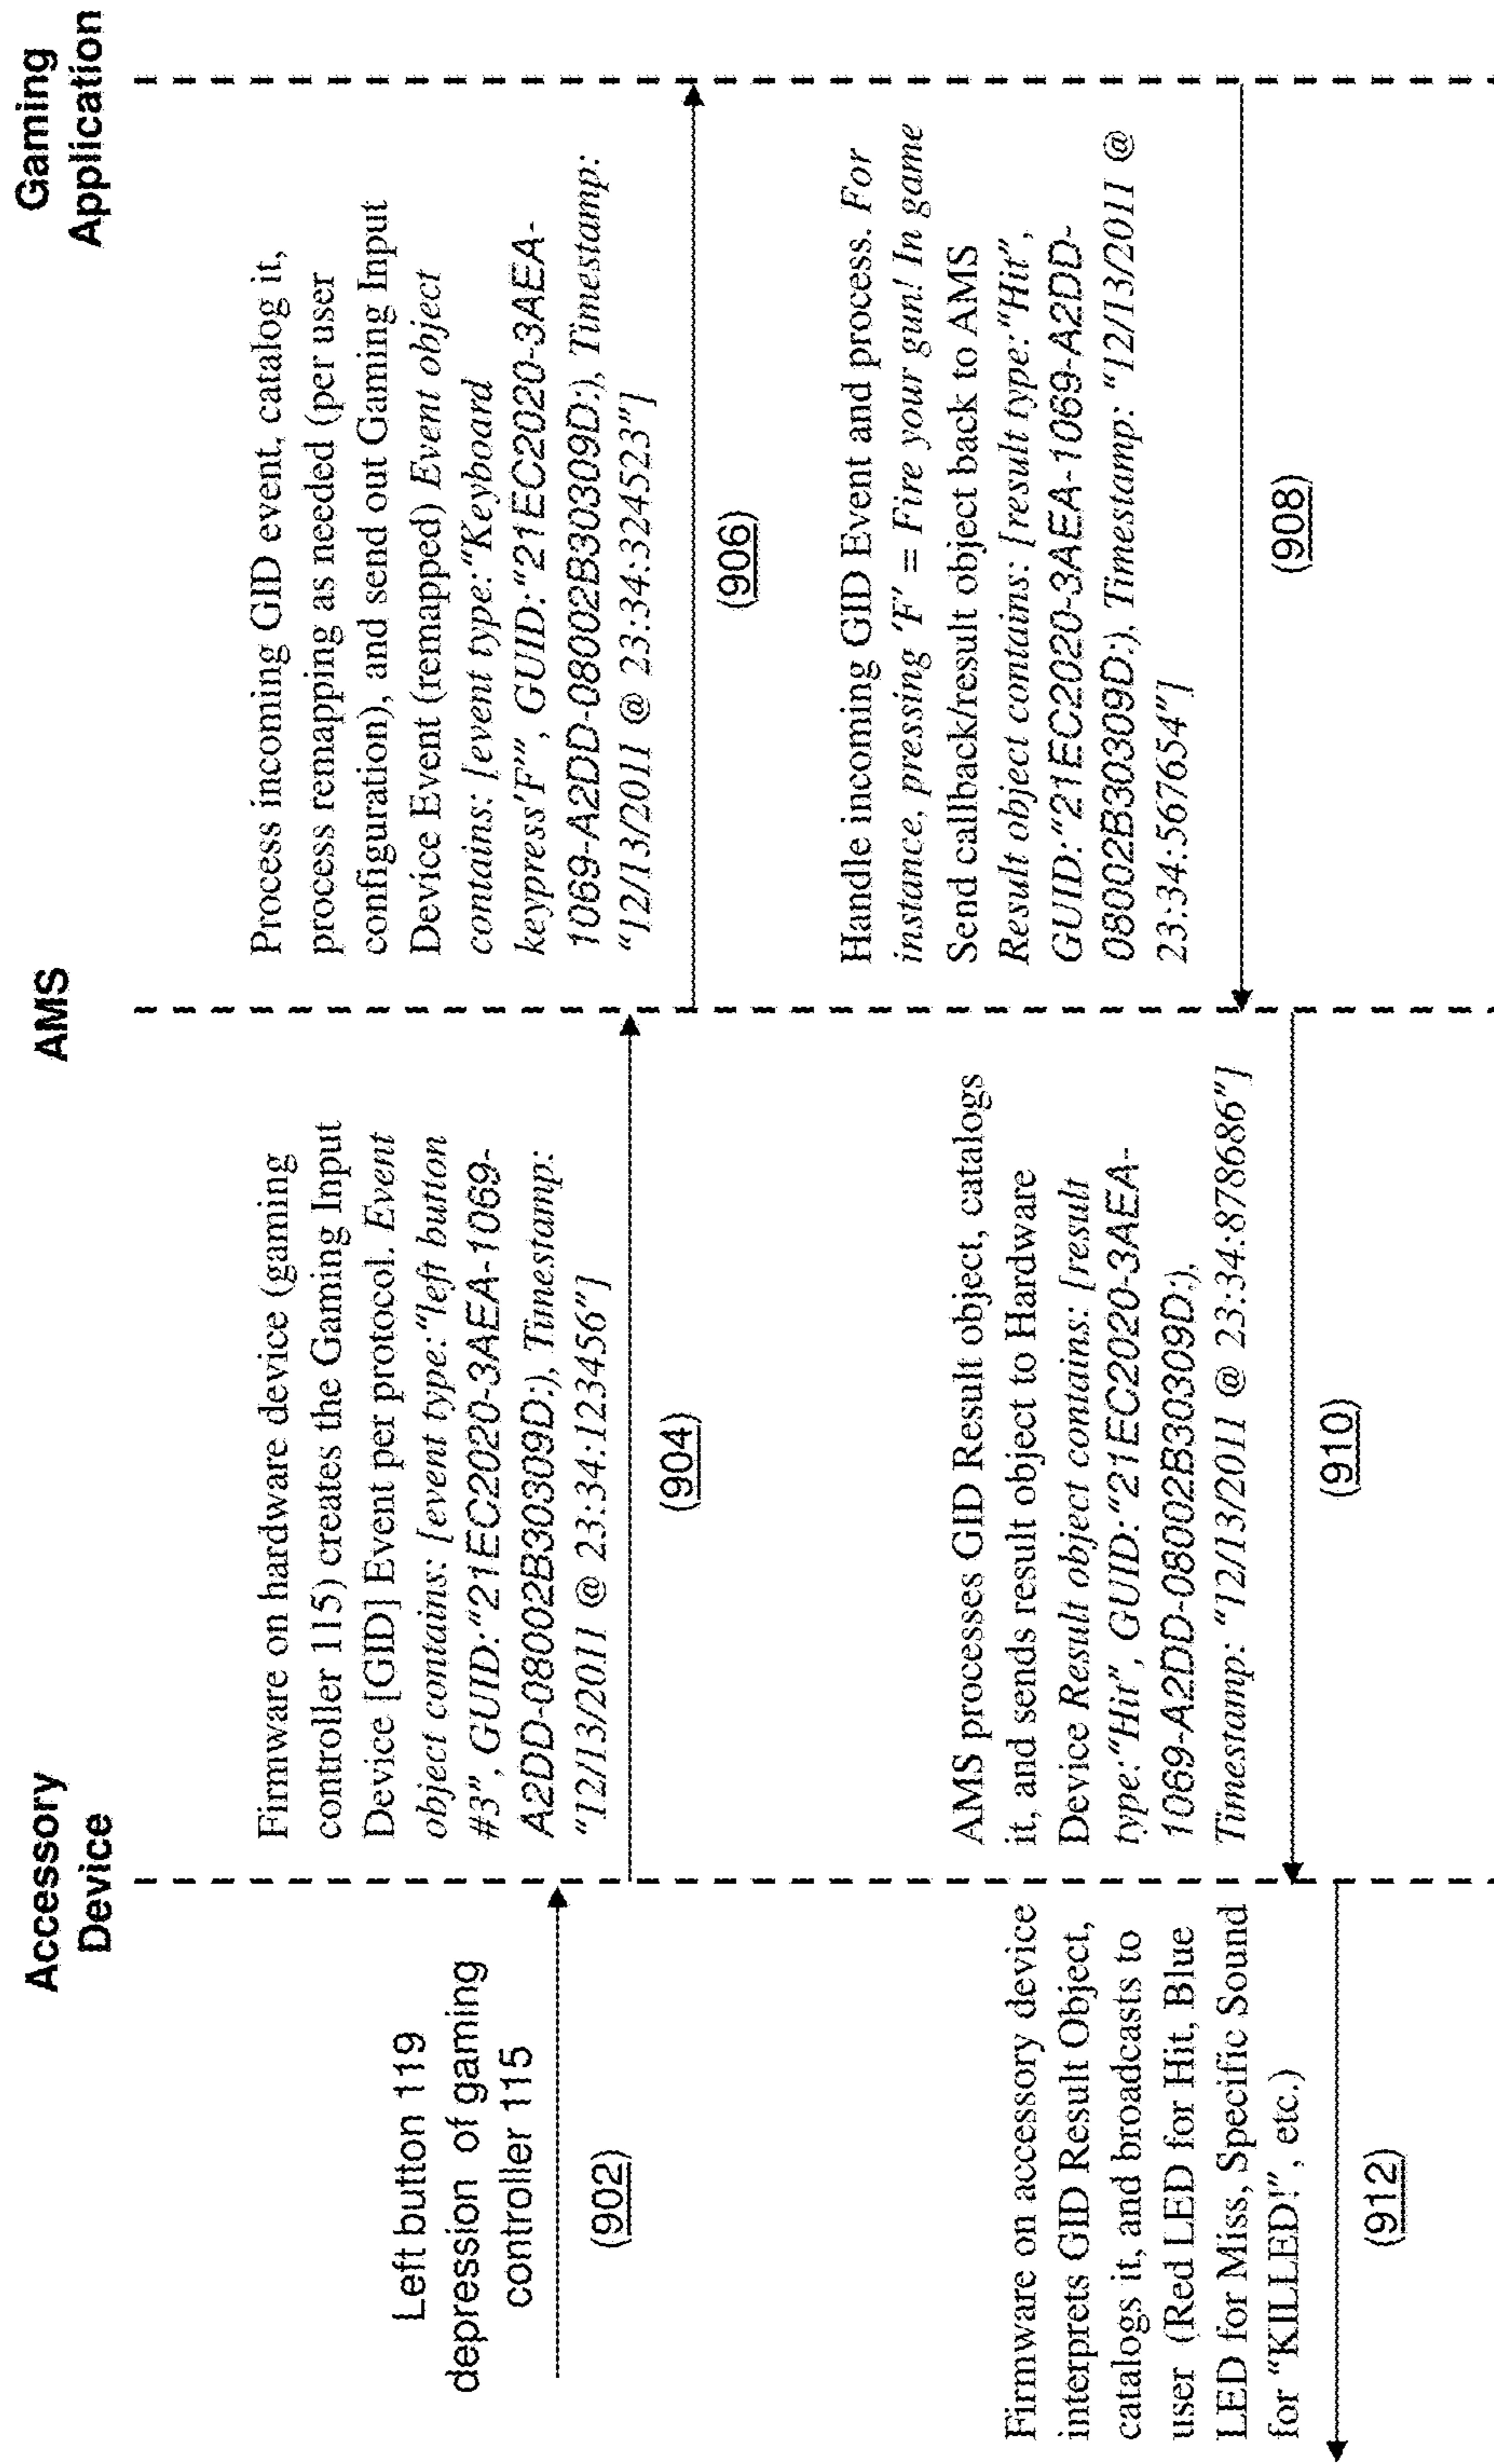 Accessory
Device
AMS
Gaming
Application
Left button 119
depression of gaming
controller 115
(902)
Firmware on hardware device (gaming
controller 115) creates the Gaming Input
Device [GID] Event per protocol. Event
object contains: [event type:"left button
#3", GUID:"21EC2020-3AEA-1069-
A2DD-08002B30309D:), Timestamp:
"12/13/2011 @ 23:34:123456"]
(904)
Process incoming GID event, catalog it,
process remapping as needed (per user
configuration), and send out Gaming Input
Device Event (remapped) Event object
contains: [event type:"Keyboard
keypress'F'", GUID:"21EC2020-3AEA-
1069-A2DD-08002B30309D:), Timestamp:
"12/13/2011 @ 23:34:324523"]
(906)
Handle incoming GID Event and process. For
instance, pressing 'F' = Fire your gun! In game
Send callback/result object back to AMS
Result object contains: [result type:"Hit",
GUID:"21EC2020-3AEA-1069-A2DD-
08002B30309D:), Timestamp: "12/13/2011 @
23:34:567654"]
(908)
AMS processes GID Result object, catalogs
it, and sends result object to Hardware
Device Result object contains: [result
type:"Hit", GUID:"21EC2020-3AEA-
1069-A2DD-08002B30309D:),
Timestamp: "12/13/2011 @ 23:34:878686"]
(910)
Firmware on accessory device
interprets GID Result Object,
catalogs it, and broadcasts to
user (Red LED for Hit, Blue
LED for Miss, Specific Sound
for "KILLED!", etc.)
(912)